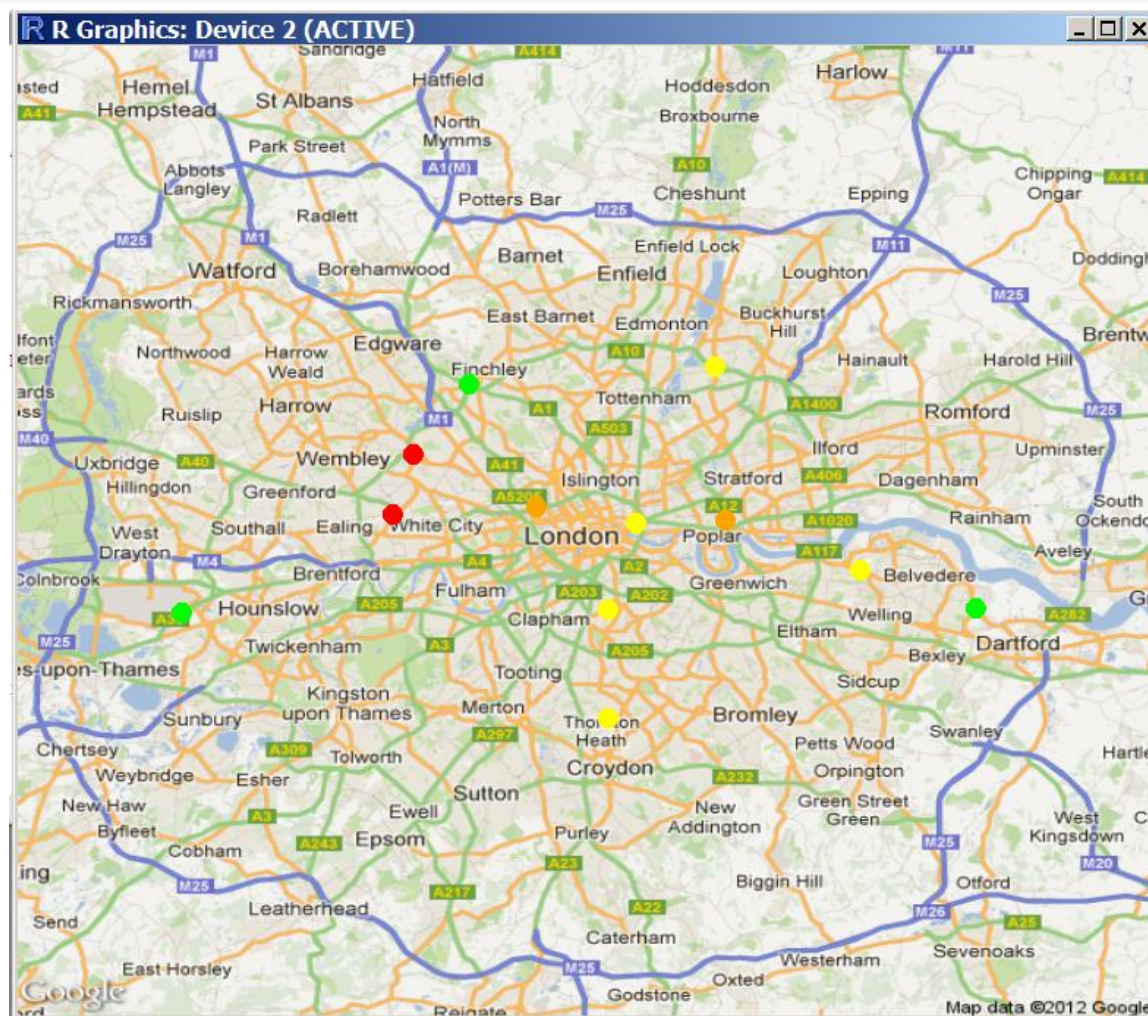 R Graphics: Device 2 (ACTIVE)
M1
Sandridge
A414
M11
Hemel
Hempstead
St Albans
Hatfield
Hoddesdon
Harlow
A41
North
Mymms
Broxbourne
Park Street
Abbots
Langley
A1(M)
A10
Chipping
Ongar
A414
Potters Bar
Cheshunt
Epping
Radlett
M25
M25
M1
Barnet
Enfield Lock
M11
Watford
Borehamwood
Enfield
Loughton
Rickmansworth
M25
East Barnet
Edmonton
Buckhurst
Hill
Northwood
Harrow
Weald
Edgware
Finchley
A10
Hainault
Harold Hill
Ruislip
Harrow
M1
A1
Tottenham
A1400
Romford
M25
M40
A503
Uxbridge
A40
Wembley
A41
Ilford
Upminster
Hillingdon
Greenford
Islington
Stratford
A406
Dagenham
West
Drayton
Southall
Ealing
White City
A12
A1020
Rainham
South
London
Poplar
M4
Colnbrook
Brentford
A4
A2
A117
Aveley
Fulham
Greenwich
Belvedere
Hounslow
A205
A203
A202
Welling
A282
M25
Clapham
Twickenham
A3
A205
Eltham
Dartford
Bexley
es-upon-Thames
Tooting
Sidcup
Sunbury
Kingston
upon Thames
Merton
Heath
Bromley
Swanley
Chertsey
A309
A297
Petts Wood
Weybridge
Esher
Tolworth
Croydon
A232
Orpington
New Haw
Byfleet
A3
Ewell
Sutton
New
Addington
Green Street
Green
West
Kingsdown
Cobham
A243
Epsom
Purley
M25
M20
M25
A217
A23
Biggin Hill
Otford
Send
Leatherhead
A22
M26
A25
Caterham
Westerham
Sevenoaks
East Horsley
M25
Oxted
Godstone
Google
Reigate
Map data ©2012 Google